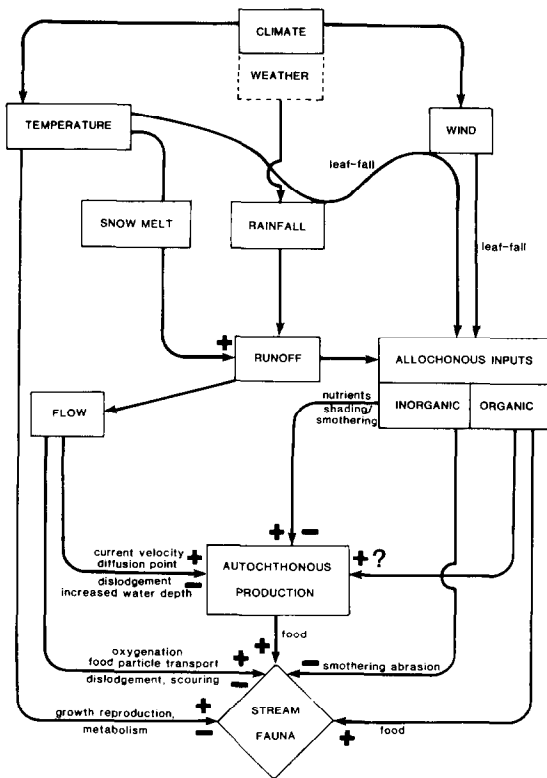 CLIMATE
WEATHER
TEMPERATURE
WIND
leaf-fall
SNOW MELT
RAINFALL
leaf-fall
+
RUNOFF
ALLOCHONOUS INPUTS
FLOW
nutrients
shading/
smothering
INORGANIC
ORGANIC
+ −
current velocity
diffusion point
+
dislodgement
increased water depth
−
AUTOCHTHONOUS
PRODUCTION
+?
+
food
oxygenation
food particle transport
+
+
dislodgement, scouring
−
−
smothering abrasion
growth reproduction,
metabolism
+
−
STREAM
FAUNA
+
food